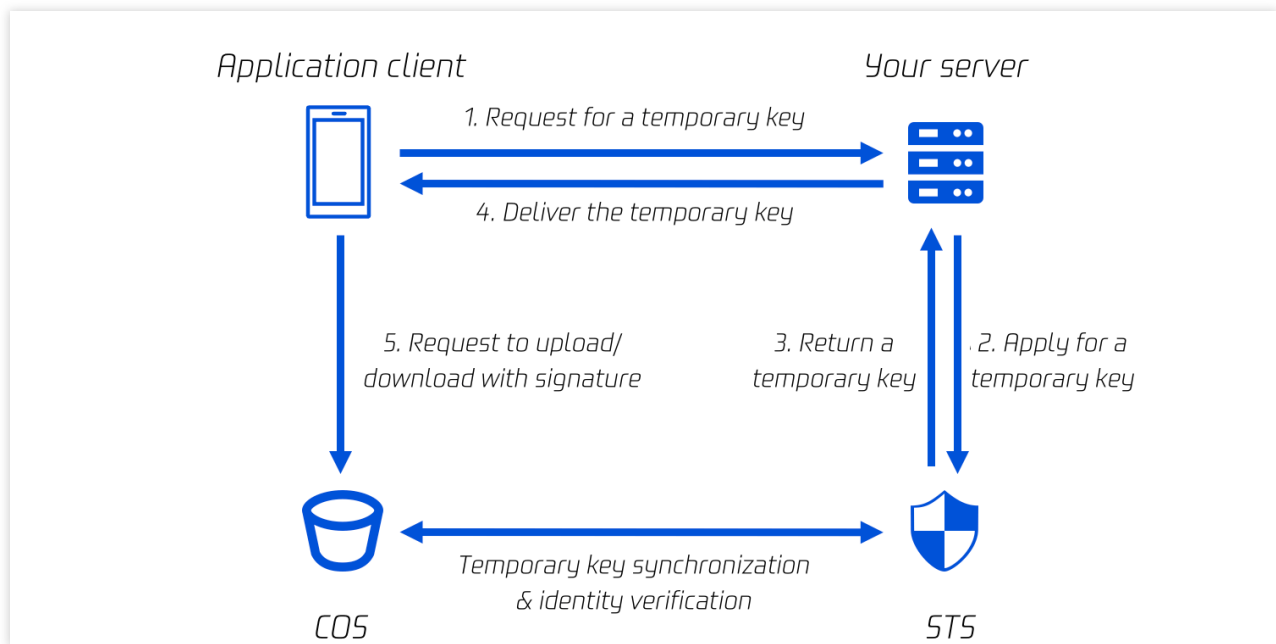 Application client
Your server
1. Request for a temporary key
4. Deliver the temporary key
5. Request to upload/
download with signature
3. Return a
temporary key
2. Apply for a
temporary key
Temporary key synchronization
& identity verification
COS
STS